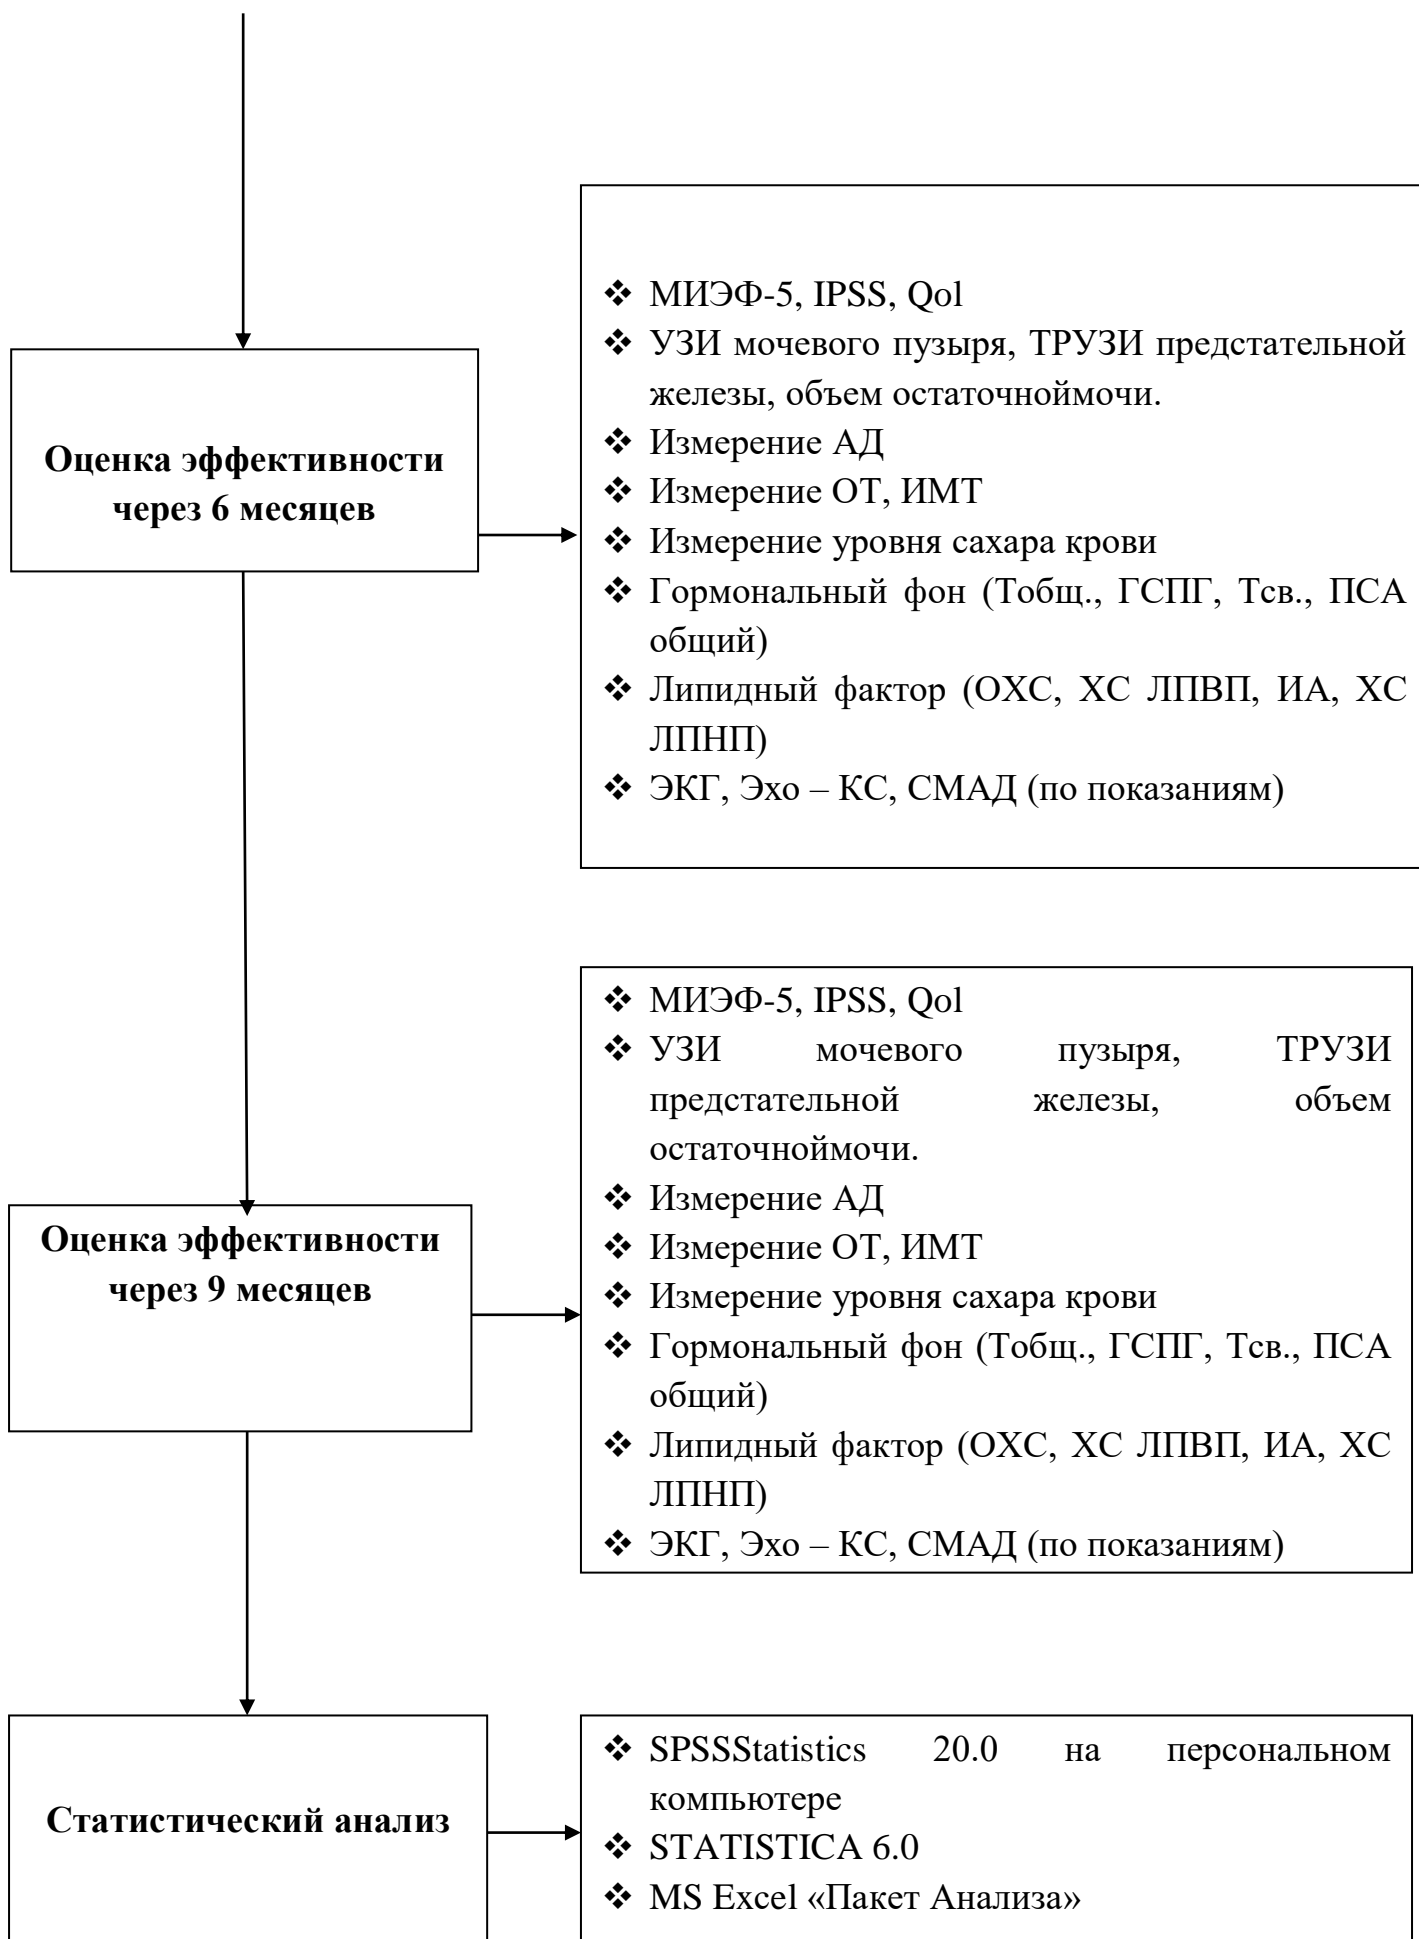 ❖ МИЭФ-5, IPSS, Qol
❖ УЗИ мочевого пузыря, ТРУЗИ предстательной
железы, объем остаточноймочи.
❖ Измерение АД
❖ Измерение ОТ, ИМТ
❖ Измерение уровня сахара крови
❖ Гормональный фон (Тобщ., ГСПГ, Тсв., ПСА
общий)
❖ Липидный фактор (ОХС, ХС ЛПВП, ИА, ХС
ЛПНП)
❖ ЭКГ, Эхо – КС, СМАД (по показаниям)
Оценка эффективности
через 6 месяцев
❖ МИЭФ-5, IPSS, Qol
❖ УЗИ мочевого пузыря, ТРУЗИ
предстательной железы, объем
остаточноймочи.
❖ Измерение АД
❖ Измерение ОТ, ИМТ
❖ Измерение уровня сахара крови
❖ Гормональный фон (Тобщ., ГСПГ, Тсв., ПСА
общий)
❖ Липидный фактор (ОХС, ХС ЛПВП, ИА, ХС
ЛПНП)
❖ ЭКГ, Эхо – КС, СМАД (по показаниям)
Оценка эффективности
через 9 месяцев
❖ SPSSStatistics 20.0 на персональном
компьютере
❖ STATISTICA 6.0
❖ MS Excel «Пакет Анализа»
Статистический анализ